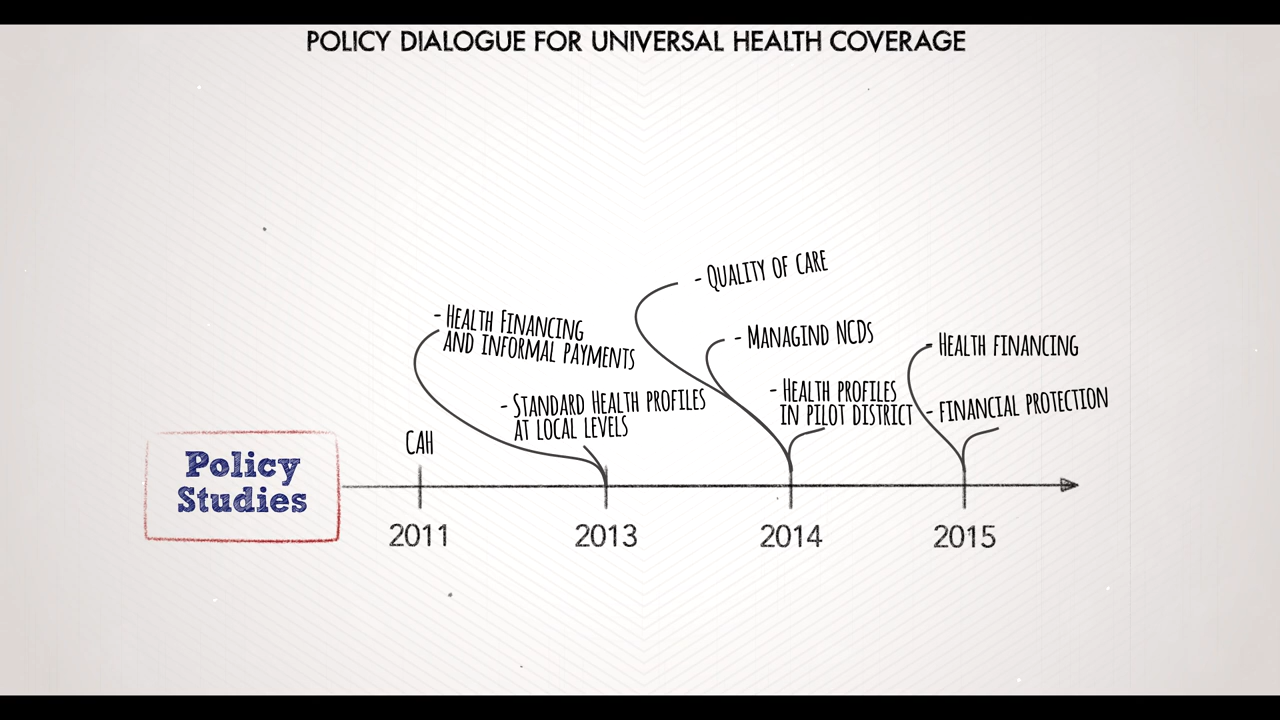 POLICY DIALOGUE FOR UNIVERSAL HEALTH COVERAGE
- QUALITY OF CARE
- HEALTH FINANCING
AND INFORMAL PAYMENTS
- MANAGIND NCDs
- HEALTH FINANCING
- STANDARD HEALTH PROFILES
AT LOCAL LEVELS
- HEALTH PROFILES
IN PILOT DISTRICT
- FINANCIAL PROTECTION
CAH
Policy
Studies
2011
2013
2014
2015